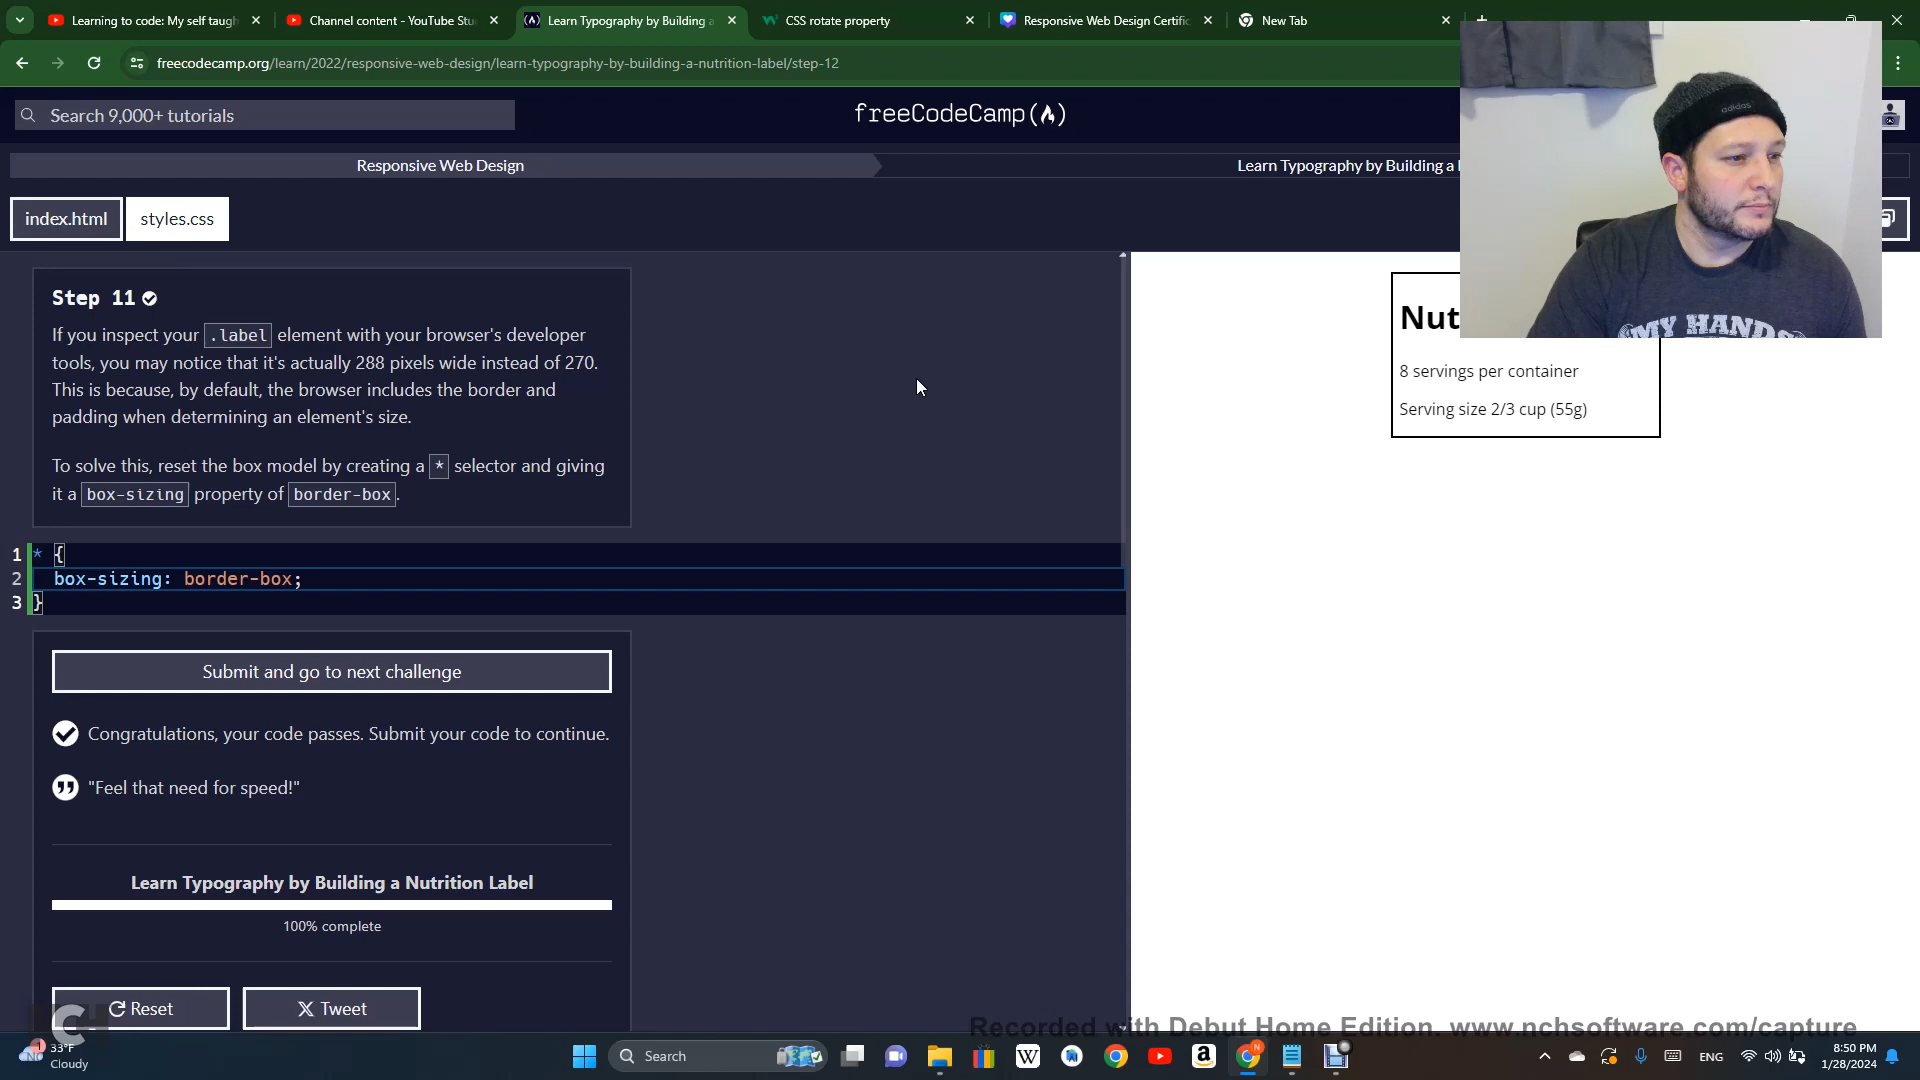 Learning to code: My self taugh
Channel content - YouTube Stu
Learn Typography by Building a
CSS rotate property
Responsive Web Design Certific
New Tab
freecodecamp.org/learn/2022/responsive-web-design/learn-typography-by-building-a-nutrition-label/step-12
Search 9,000+ tutorials
freeCodeCamp(🔥)
Responsive Web Design
Learn Typography by Building a
index.html
styles.css
Step 11
If you inspect your .label element with your browser's developer
tools, you may notice that it's actually 288 pixels wide instead of 270.
This is because, by default, the browser includes the border and
padding when determining an element's size.
To solve this, reset the box model by creating a * selector and giving
it a box-sizing property of border-box.
1 * {
2 box-sizing: border-box;
3 }
Submit and go to next challenge
Congratulations, your code passes. Submit your code to continue.
"Feel that need for speed!"
Learn Typography by Building a Nutrition Label
100% complete
Reset
Tweet
Nut
8 servings per container
Serving size 2/3 cup (55g)
adidas
MY HANDS
Recorded with Debut Home Edition. www.nchsoftware.com/capture
33°F
Cloudy
Search
ENG
8:50 PM
1/28/2024